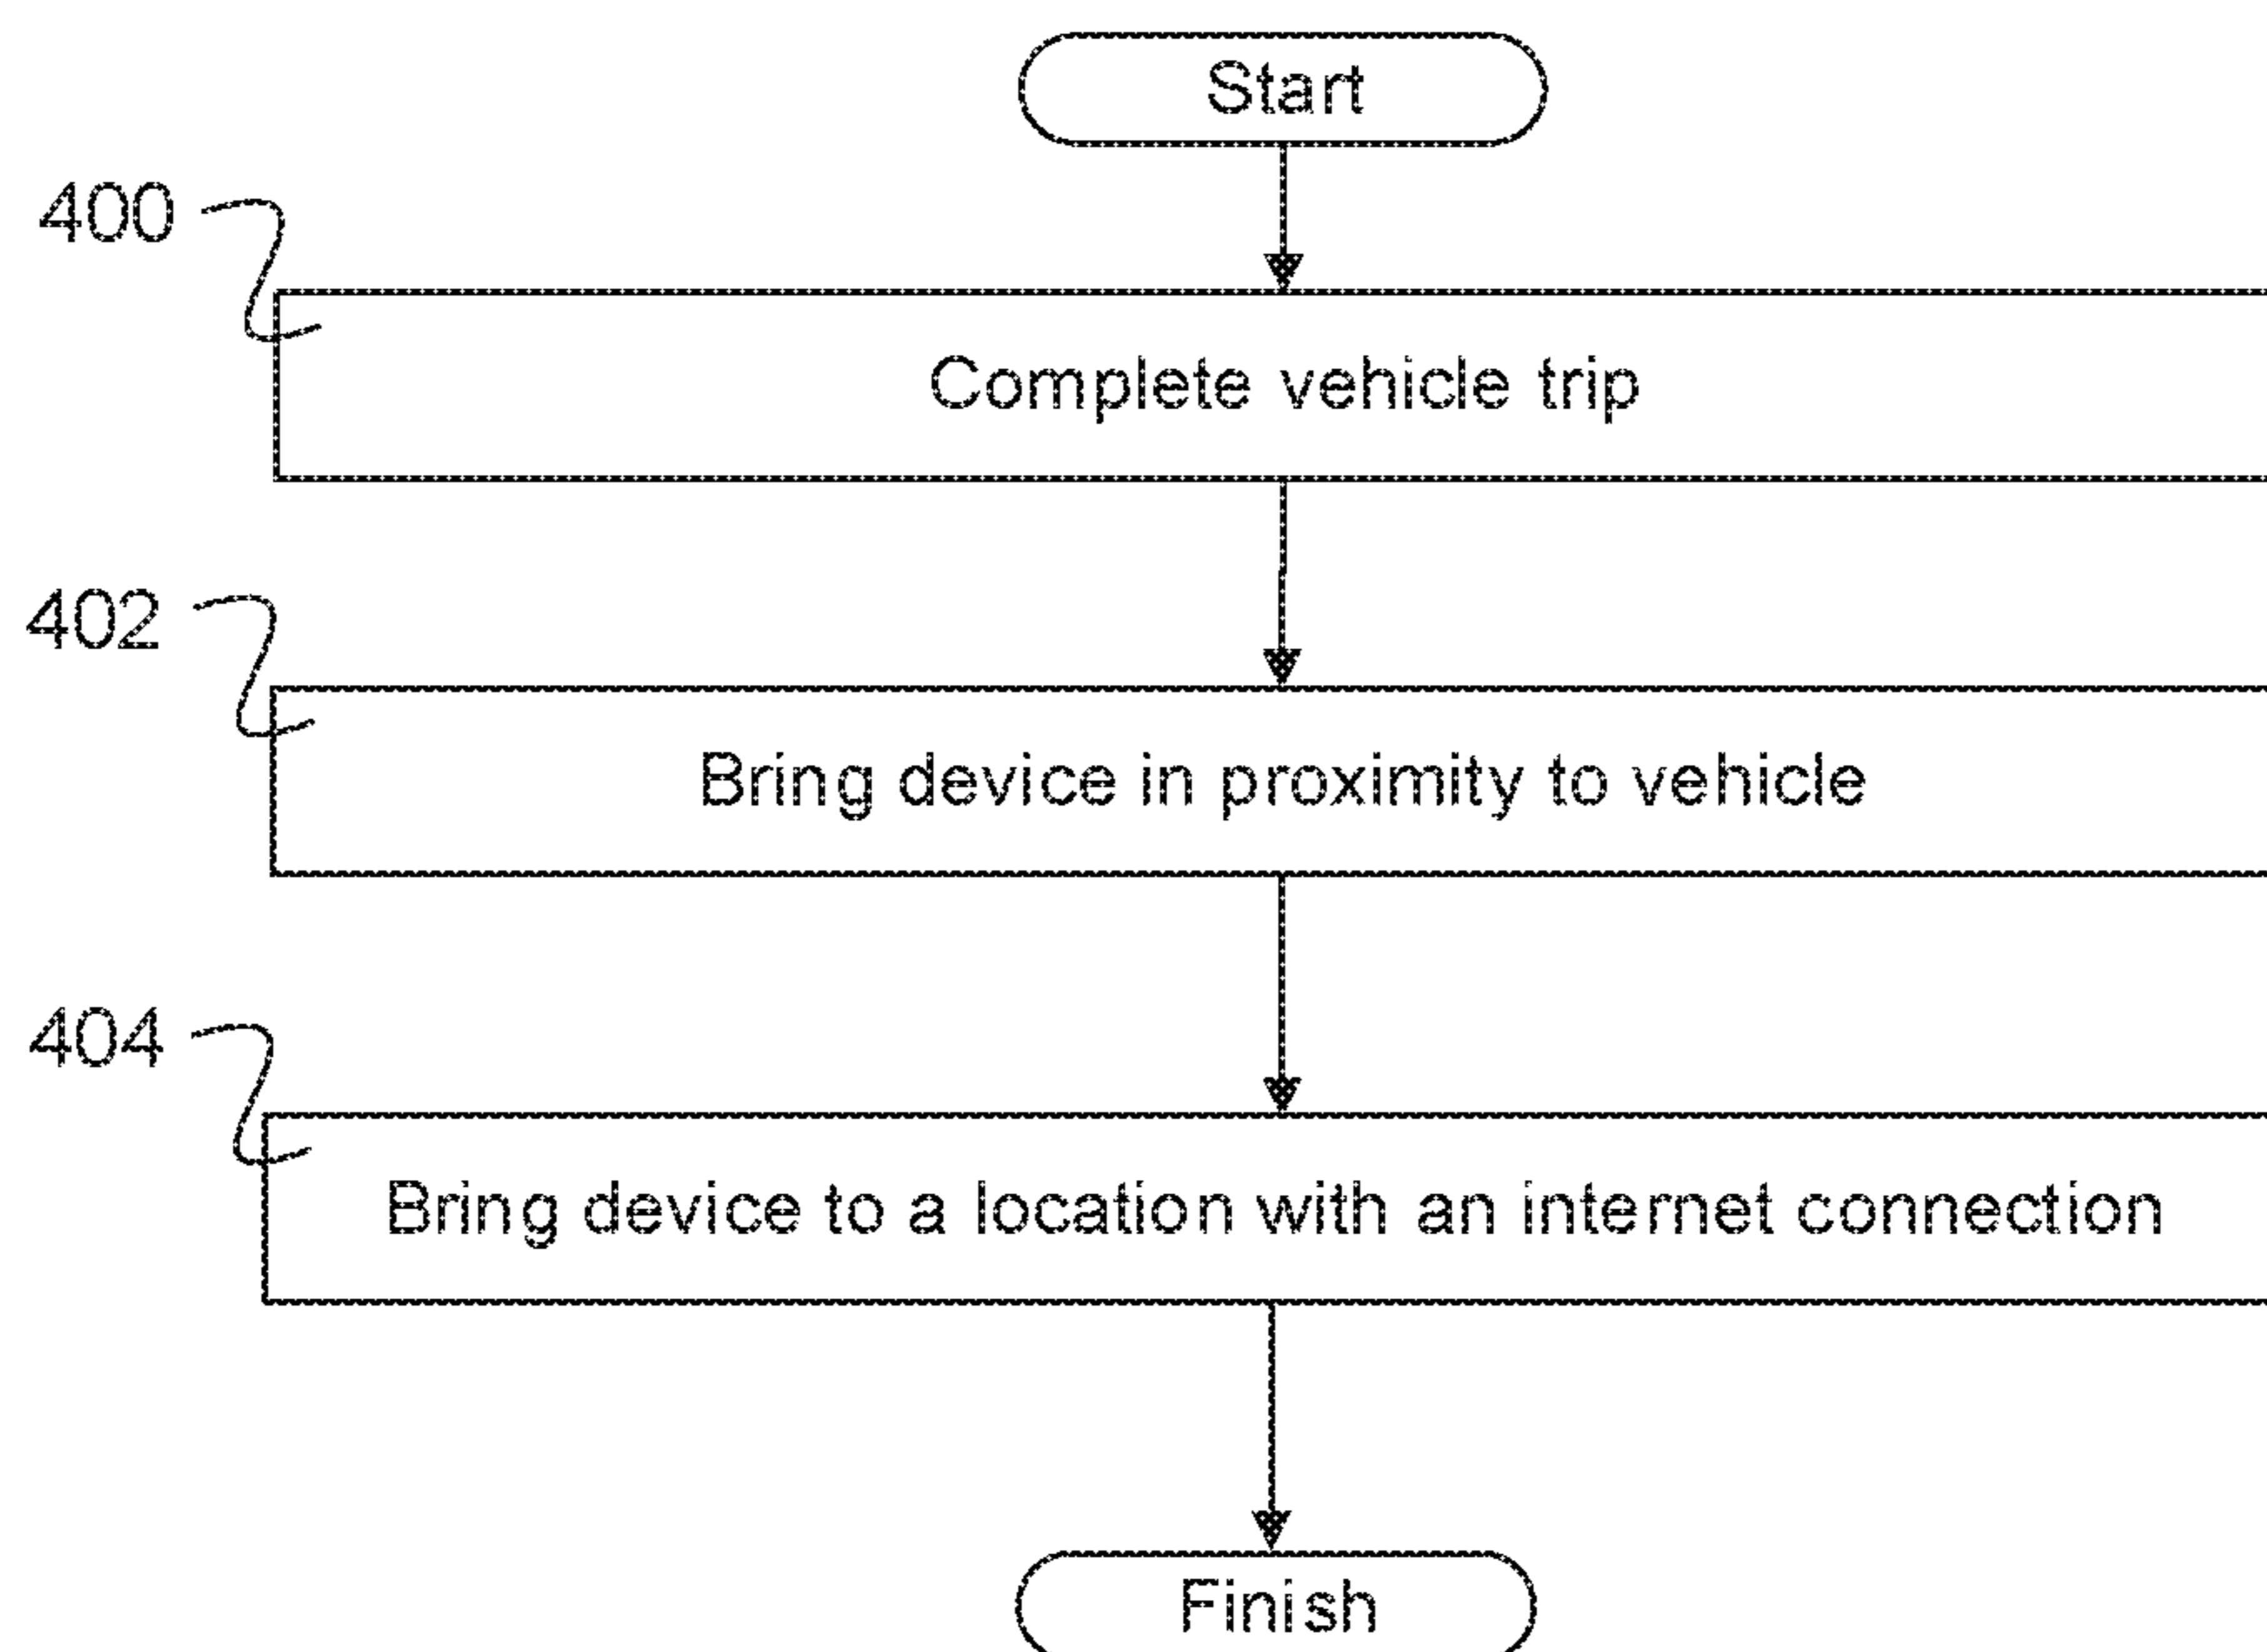 Start
400
Complete vehicle trip
402
Bring device in proximity to vehicle
404
Bring device to a location with an internet connection
Finish